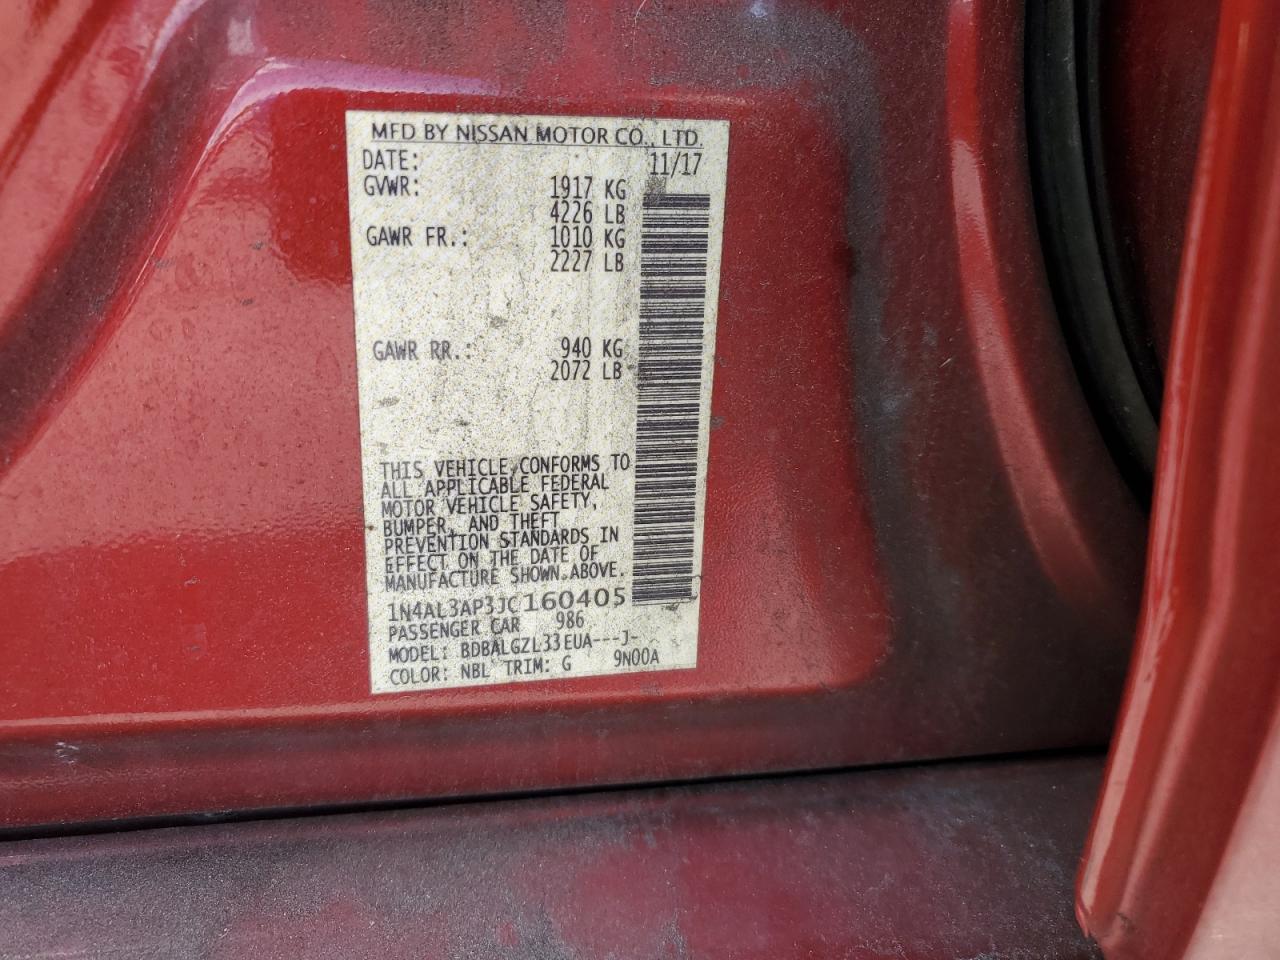 MFD BY NISSAN MOTOR CO., LTD.
DATE: 11/17
GVWR: 1917 KG
4226 LB
GAWR FR.: 1010 KG
2227 LB
GAWR RR.: 940 KG
2072 LB
THIS VEHICLE CONFORMS TO
ALL APPLICABLE FEDERAL
MOTOR VEHICLE SAFETY,
BUMPER, AND THEFT
PREVENTION STANDARDS IN
EFFECT ON THE DATE OF
MANUFACTURE SHOWN ABOVE.
1N4AL3AP3JC160405
PASSENGER CAR 986
MODEL: BDBALGZL33EUA---J-
COLOR: NBL TRIM: G 9N00A